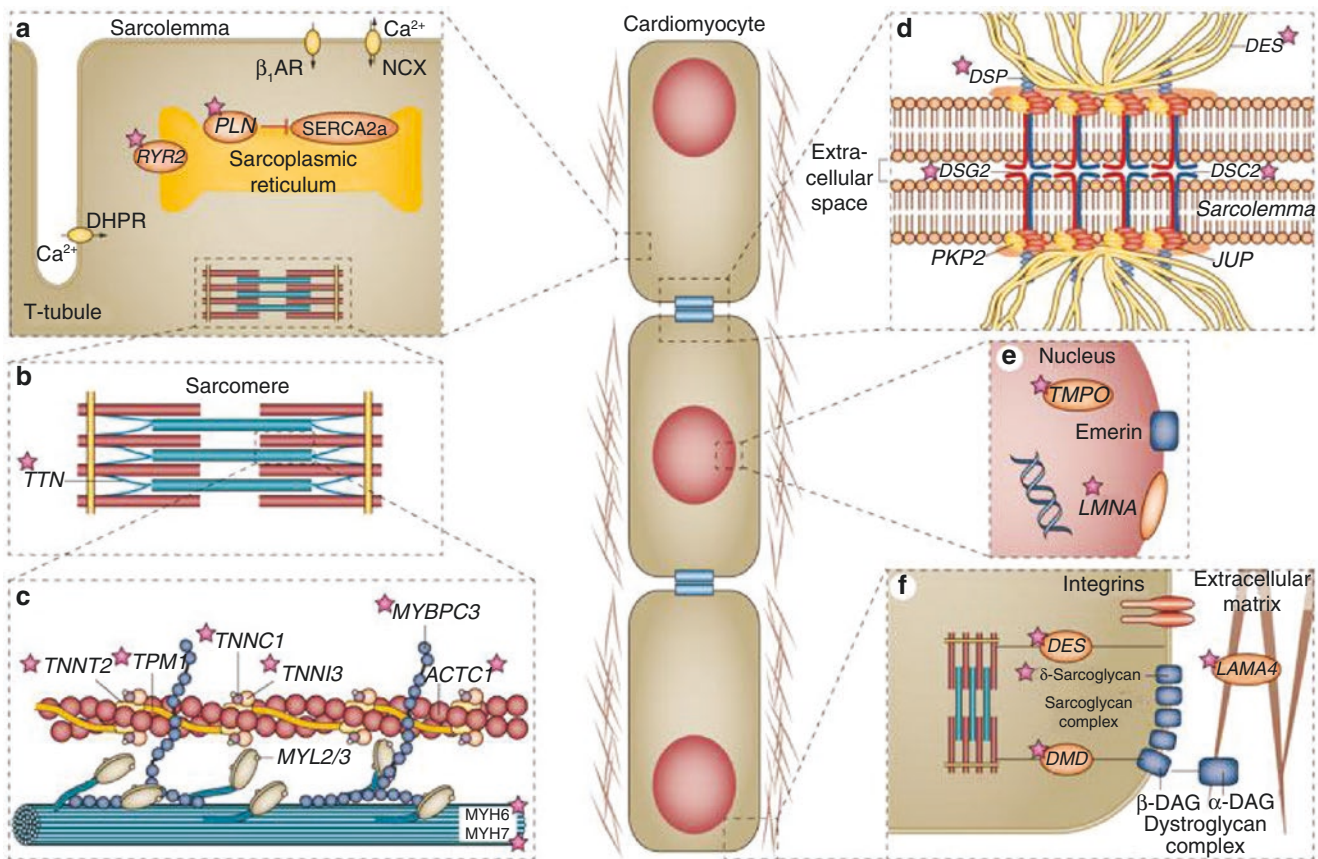 a
Sarcolemma
Ca²⁺
β₁AR
NCX
PLN
SERCA2a
RYR2
Sarcoplasmic
reticulum
DHPR
Ca²⁺
T-tubule
b
Sarcomere
TTN
c
MYBPC3
TNNC1
TNNT2
TPM1
TNNI3
ACTC1
MYL2/3
MYH6
MYH7
Cardiomyocyte
d
DES
DSP
Extra-
cellular
space
DSG2
DSC2
Sarcolemma
PKP2
JUP
e
Nucleus
TMPO
Emerin
LMNA
f
Integrins
Extracellular
matrix
DES
δ-Sarcoglycan
LAMA4
Sarcoglycan
complex
DMD
β-DAG α-DAG
Dystroglycan
complex